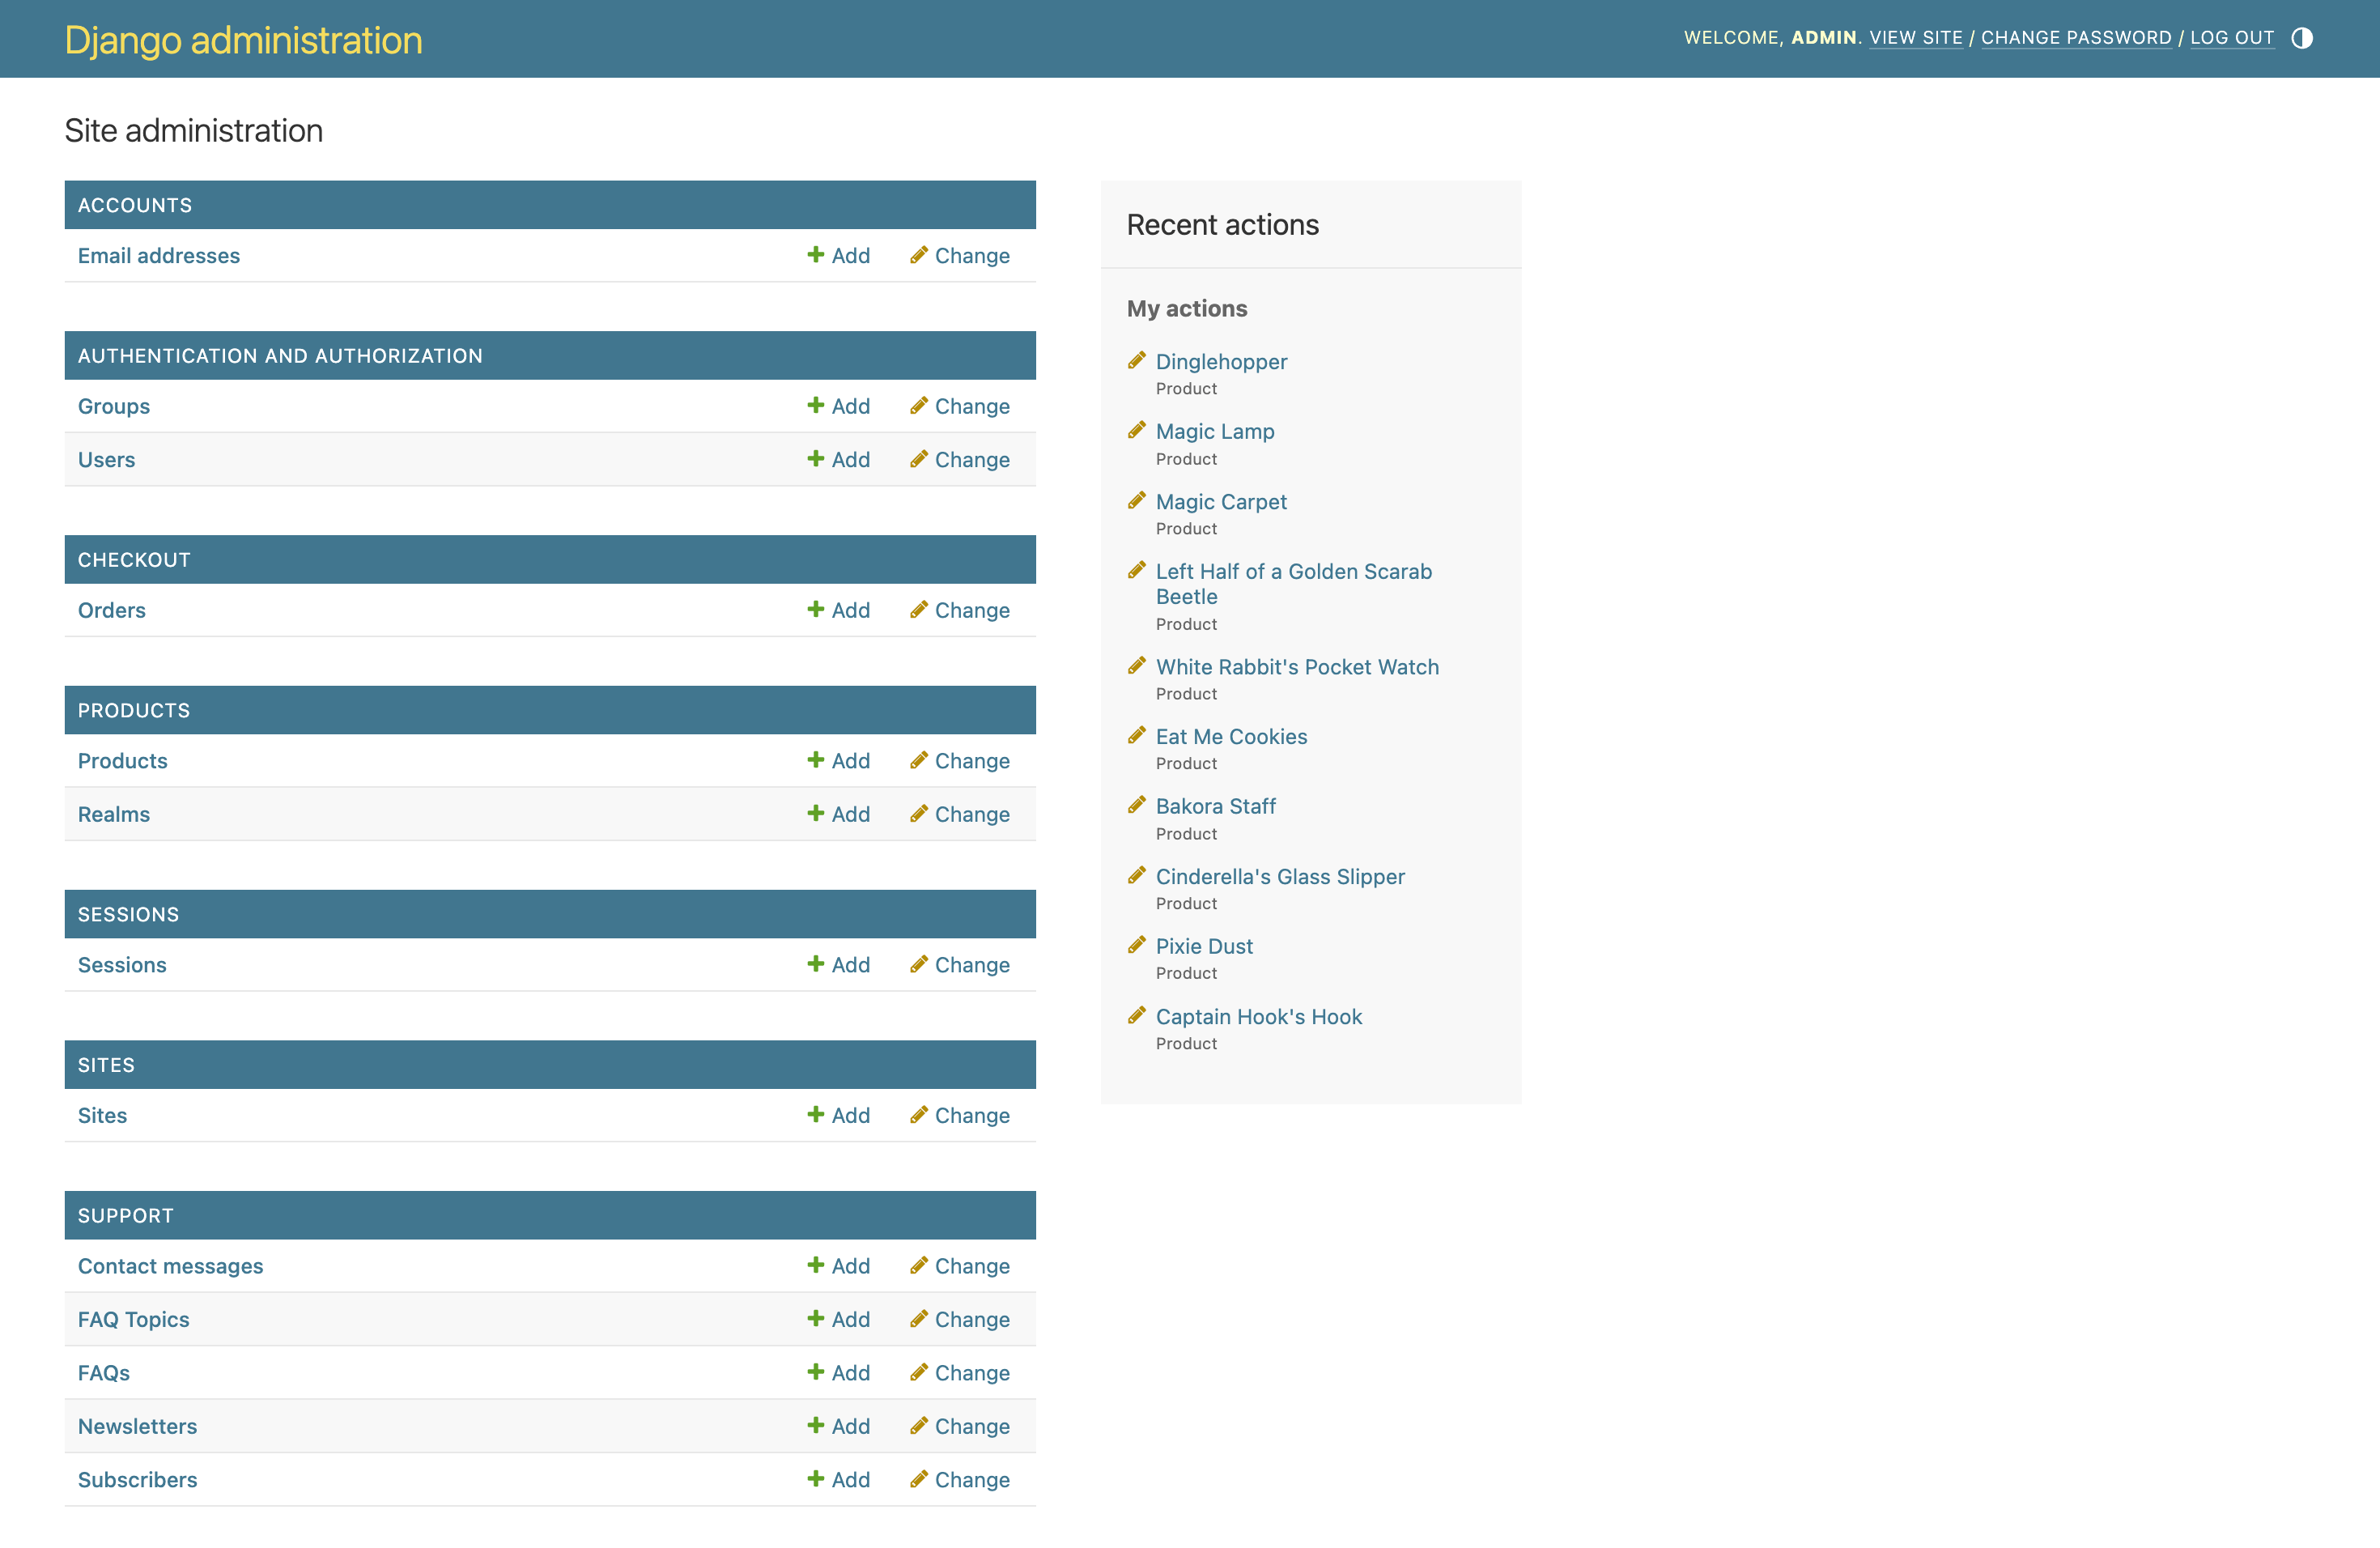 Django administration
WELCOME, ADMIN. VIEW SITE / CHANGE PASSWORD / LOG OUT
Site administration
ACCOUNTS
Email addresses Add Change
AUTHENTICATION AND AUTHORIZATION
Groups Add Change
Users Add Change
CHECKOUT
Orders Add Change
PRODUCTS
Products Add Change
Realms Add Change
SESSIONS
Sessions Add Change
SITES
Sites Add Change
SUPPORT
Contact messages Add Change
FAQ Topics Add Change
FAQs Add Change
Newsletters Add Change
Subscribers Add Change
Recent actions
My actions
Dinglehopper
Product
Magic Lamp
Product
Magic Carpet
Product
Left Half of a Golden Scarab
Beetle
Product
White Rabbit's Pocket Watch
Product
Eat Me Cookies
Product
Bakora Staff
Product
Cinderella's Glass Slipper
Product
Pixie Dust
Product
Captain Hook's Hook
Product